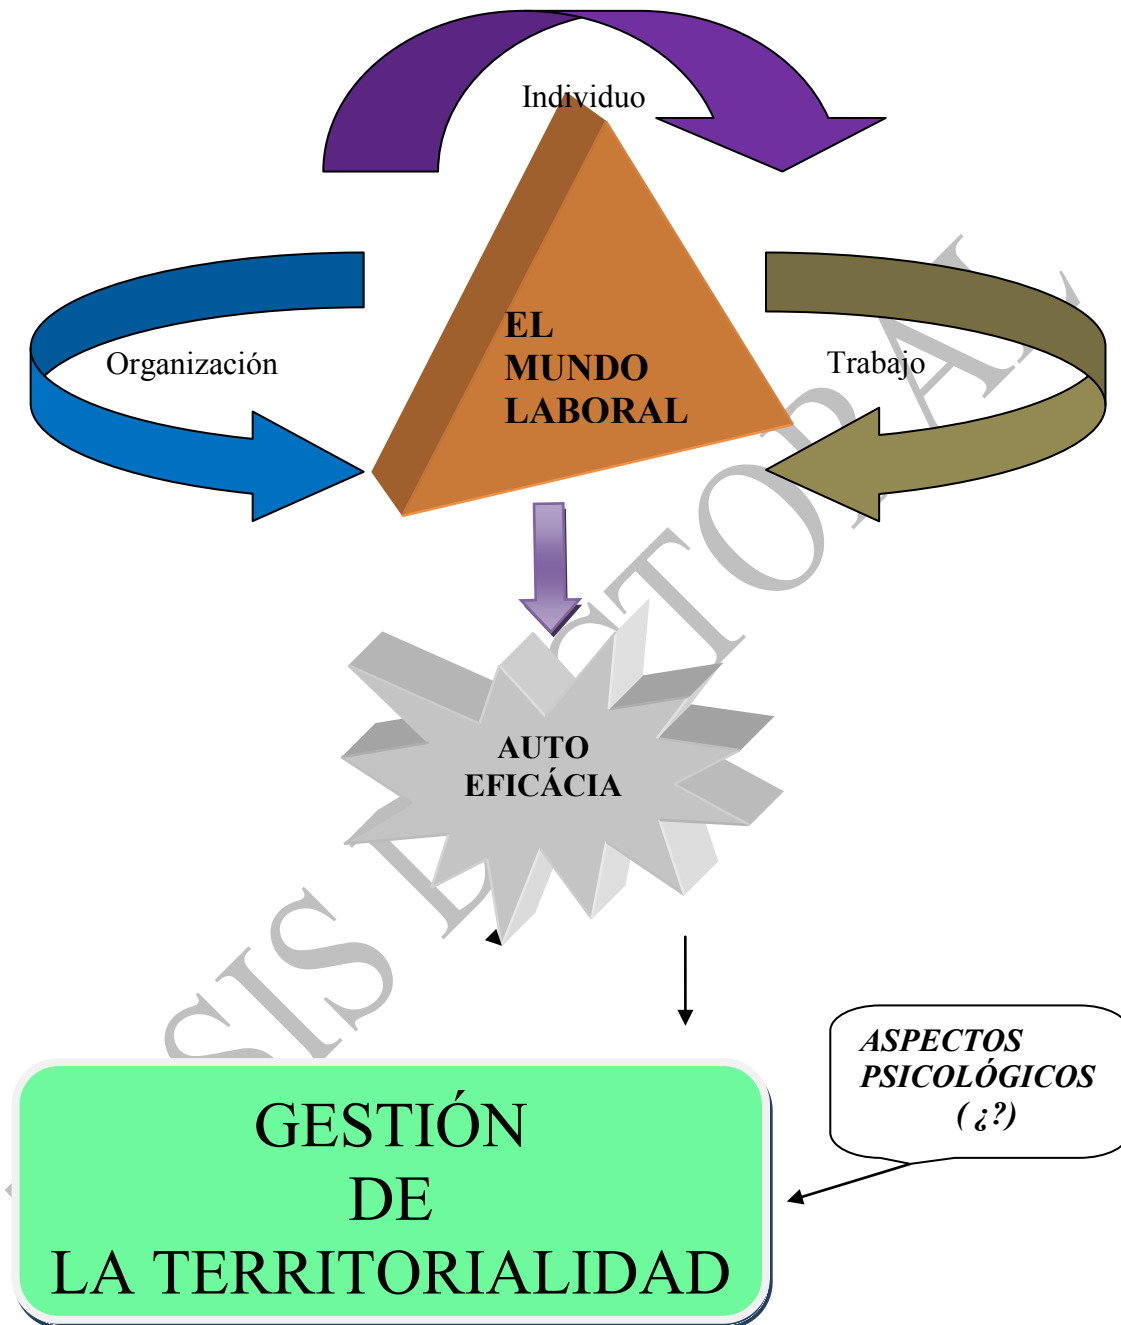 Individuo
EL
MUNDO
LABORAL
Organización
Trabajo
AUTO
EFICÁCIA
ASPECTOS
PSICOLÓGICOS
( ¿?)
GESTIÓN
DE
LA TERRITORIALIDAD